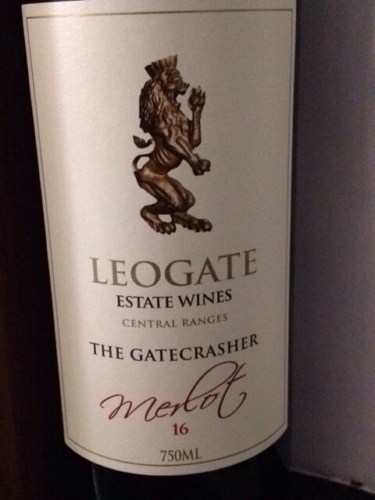 LEOGATE
ESTATE WINES
CENTRAL RANGES
THE GATECRASHER
Merlot
16
750ML